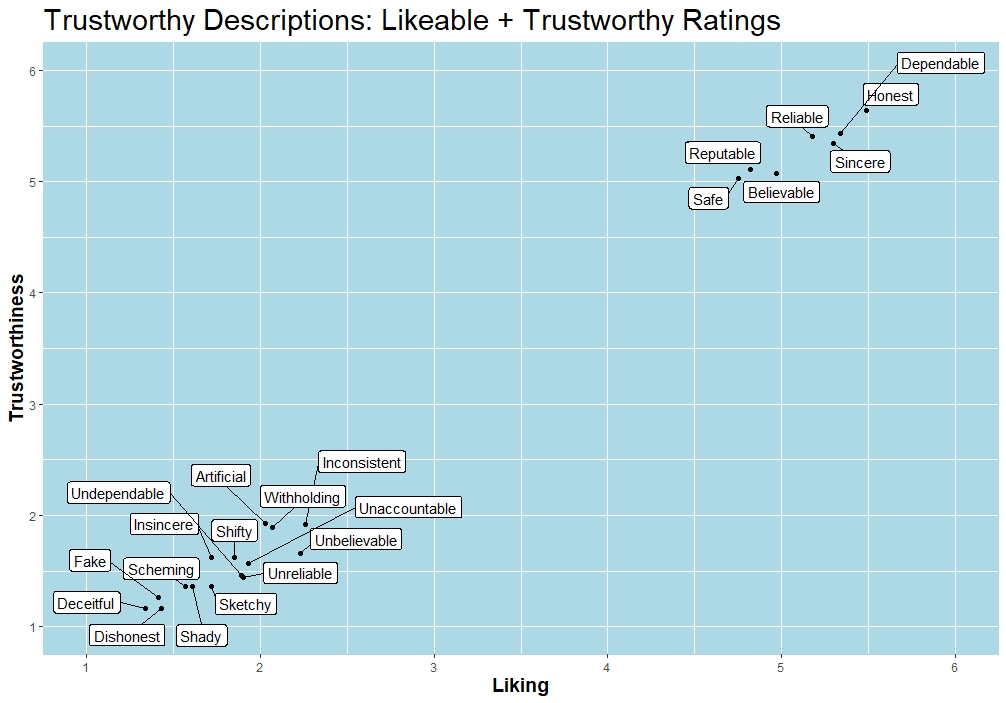 Trustworthy Descriptions: Likeable + Trustworthy Ratings
Trustworthiness
6
5
4
3
2
1
Dependable
Honest
Reliable
Sincere
Reputable
Safe
Believable
Inconsistent
Artificial
Undependable
Withholding
Unaccountable
Insincere
Shifty
Unbelievable
Fake
Scheming
Unreliable
Deceitful
Sketchy
Dishonest
Shady
1
2
3
4
5
6
Liking